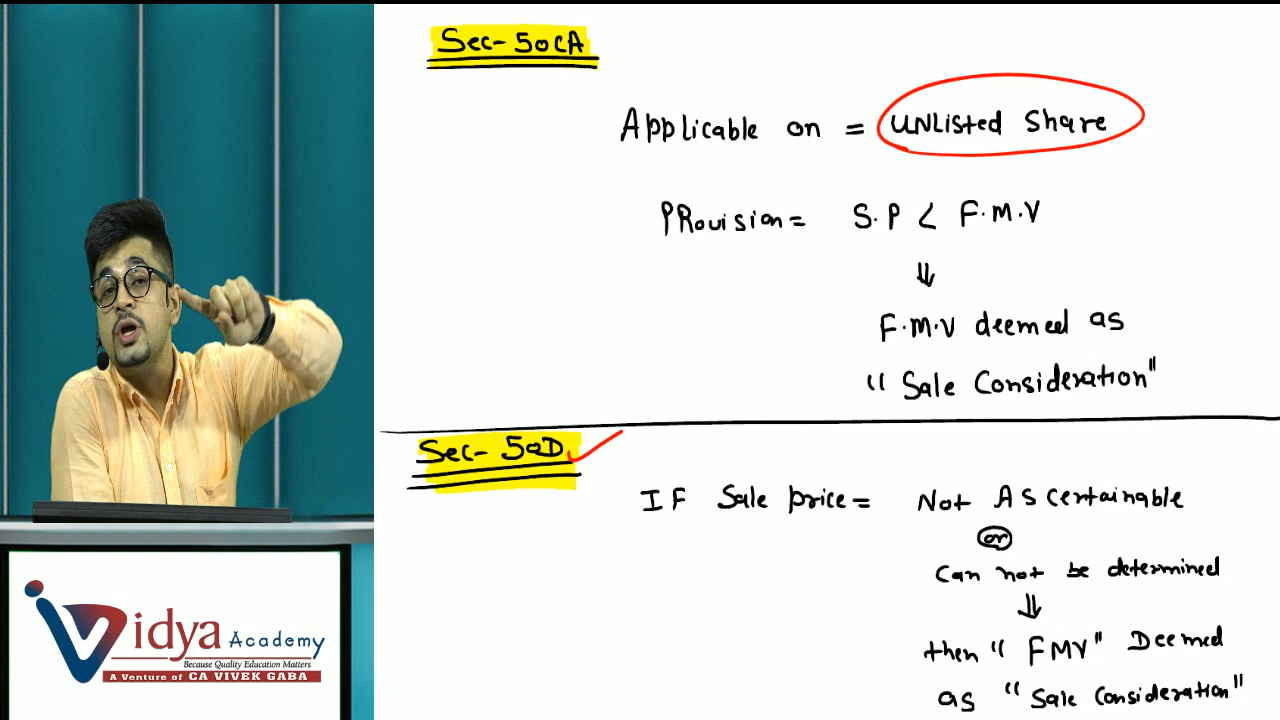 Sec-50CA
Applicable on = UNListed Share
PRovision= S.P < F.M.V
⇓
F.M.V deemed as
"Sale Consideration"
Sec-50D
IF Sale price= Not AScertainable
or
Can not be determined
⇓
then "FMV" Deemed
as "Sale Consideration"
Vidya Academy
Because Quality Education Matters
A Venture of CA VIVEK GABA